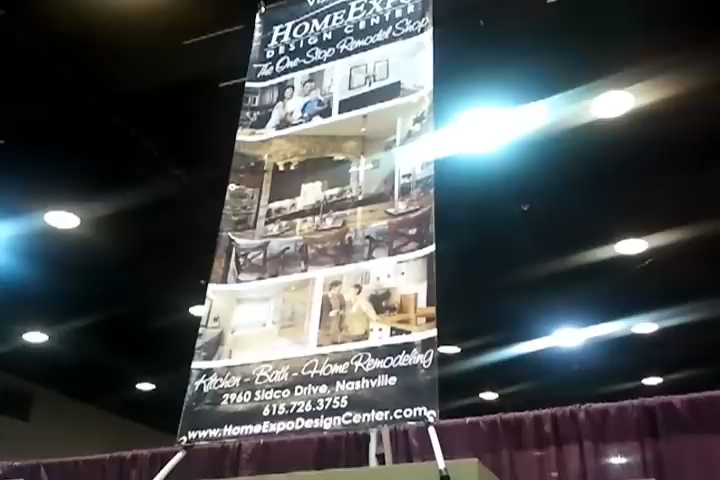 HOMEEXPO
DESIGN CENTER
The One-Stop Remodel Shop
Kitchen - Bath - Home Remodeling
2960 Sidco Drive, Nashville
615.726.3755
www.HomeExpoDesignCenter.com